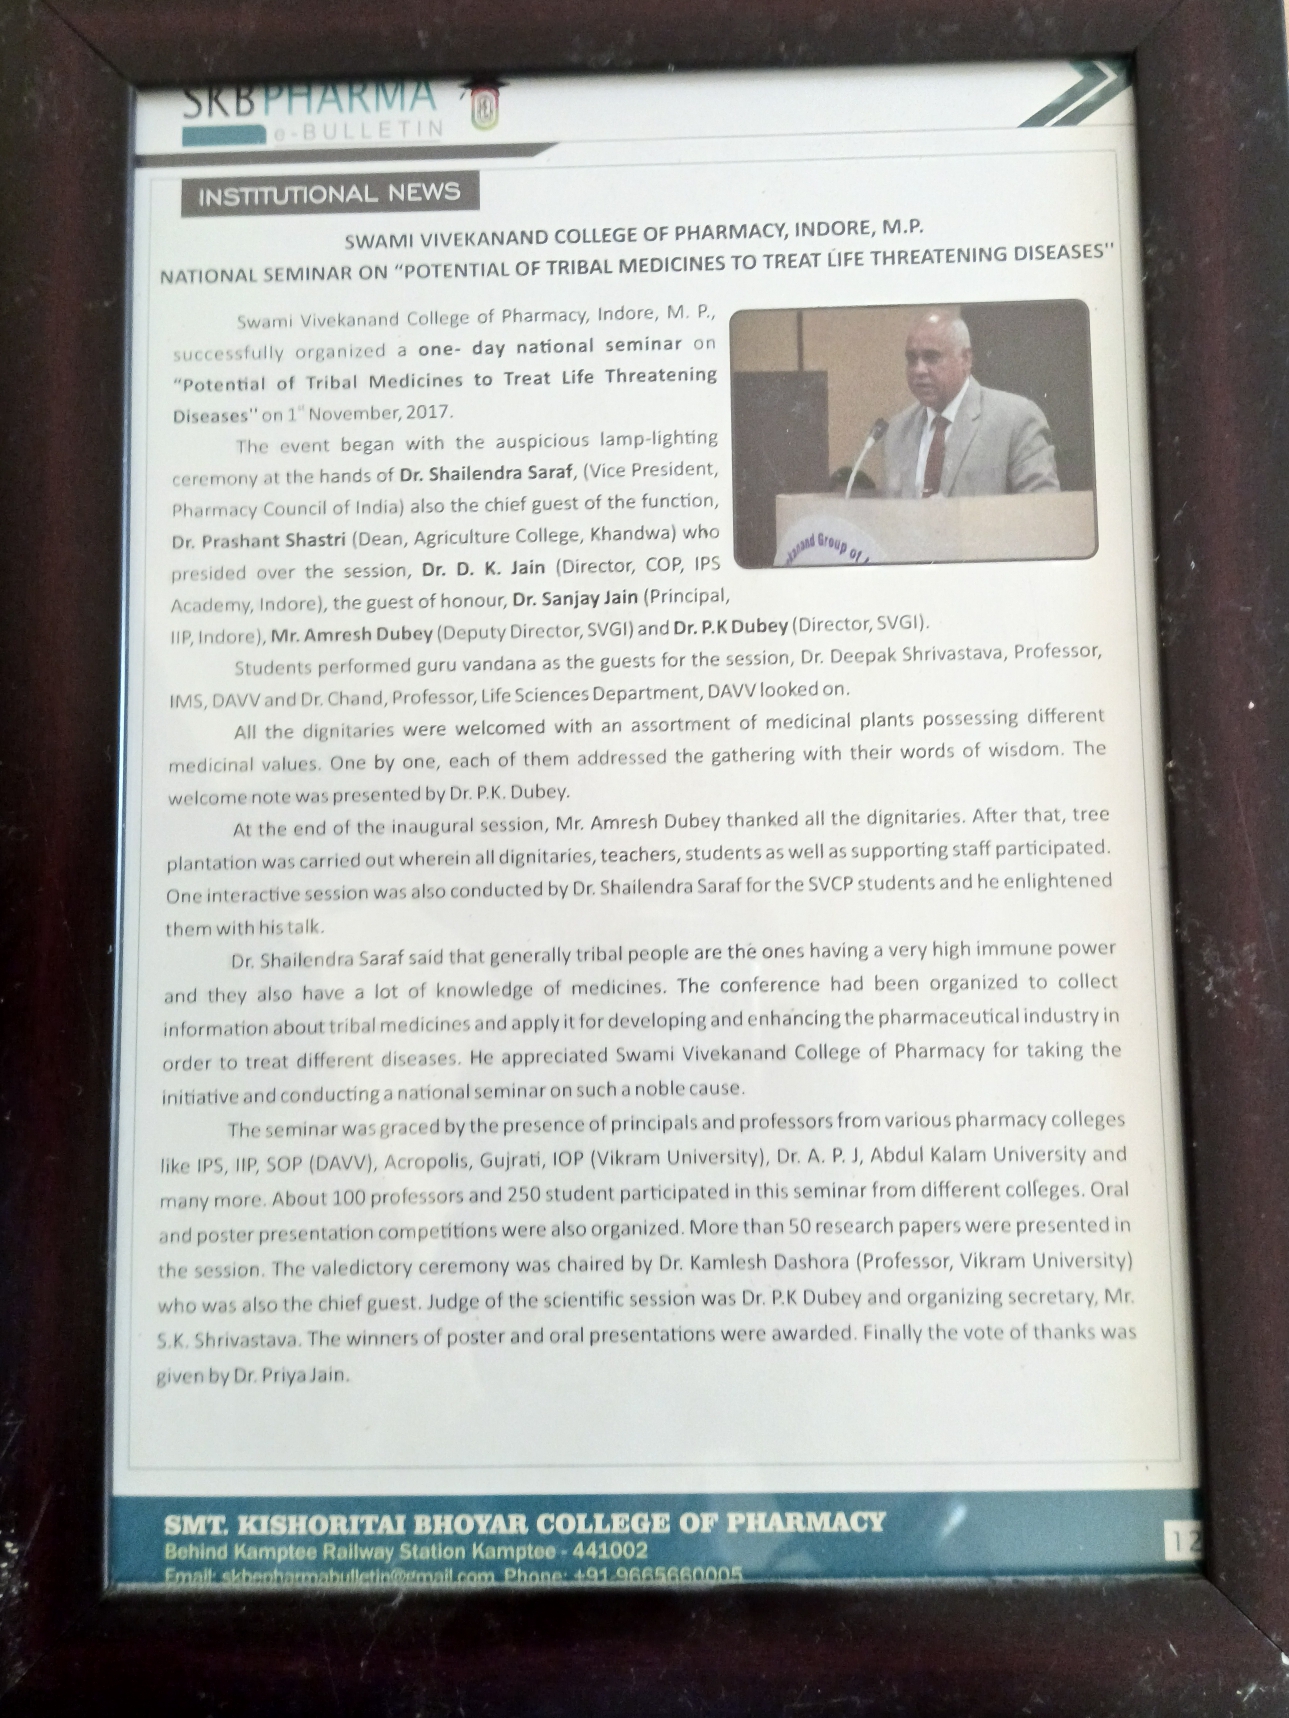 SKBPHARMA
e-BULLETIN
INSTITUTIONAL NEWS
SWAMI VIVEKANAND COLLEGE OF PHARMACY, INDORE, M.P.
NATIONAL SEMINAR ON “POTENTIAL OF TRIBAL MEDICINES TO TREAT LIFE THREATENING DISEASES"
Swami Vivekanand College of Pharmacy, Indore, M. P.,
successfully organized a one- day national seminar on
“Potential of Tribal Medicines to Treat Life Threatening
Diseases" on 1st November, 2017.
The event began with the auspicious lamp-lighting
ceremony at the hands of Dr. Shailendra Saraf, (Vice President,
Pharmacy Council of India) also the chief guest of the function,
Dr. Prashant Shastri (Dean, Agriculture College, Khandwa) who
presided over the session, Dr. D. K. Jain (Director, COP, IPS
Academy, Indore), the guest of honour, Dr. Sanjay Jain (Principal,
IIP, Indore), Mr. Amresh Dubey (Deputy Director, SVGI) and Dr. P.K Dubey (Director, SVGI).
Group of
Students performed guru vandana as the guests for the session, Dr. Deepak Shrivastava, Professor,
IMS, DAVV and Dr. Chand, Professor, Life Sciences Department, DAVV looked on.
All the dignitaries were welcomed with an assortment of medicinal plants possessing different
medicinal values. One by one, each of them addressed the gathering with their words of wisdom. The
welcome note was presented by Dr. P.K. Dubey.
At the end of the inaugural session, Mr. Amresh Dubey thanked all the dignitaries. After that, tree
plantation was carried out wherein all dignitaries, teachers, students as well as supporting staff participated.
One interactive session was also conducted by Dr. Shailendra Saraf for the SVCP students and he enlightened
them with his talk.
Dr. Shailendra Saraf said that generally tribal people are the ones having a very high immune power
and they also have a lot of knowledge of medicines. The conference had been organized to collect
information about tribal medicines and apply it for developing and enhancing the pharmaceutical industry in
order to treat different diseases. He appreciated Swami Vivekanand College of Pharmacy for taking the
initiative and conducting a national seminar on such a noble cause.
The seminar was graced by the presence of principals and professors from various pharmacy colleges
like IPS, IIP, SOP (DAVV), Acropolis, Gujrati, IOP (Vikram University), Dr. A. P. J, Abdul Kalam University and
many more. About 100 professors and 250 student participated in this seminar from different colleges. Oral
and poster presentation competitions were also organized. More than 50 research papers were presented in
the session. The valedictory ceremony was chaired by Dr. Kamlesh Dashora (Professor, Vikram University)
who was also the chief guest. Judge of the scientific session was Dr. P.K Dubey and organizing secretary, Mr.
S.K. Shrivastava. The winners of poster and oral presentations were awarded. Finally the vote of thanks was
given by Dr. Priya Jain.
SMT. KISHORITAI BHOYAR COLLEGE OF PHARMACY
Behind Kamptee Railway Station Kamptee - 441002
Email: skbepharmabulletin@gmail.com Phone: +91-9665660005
12